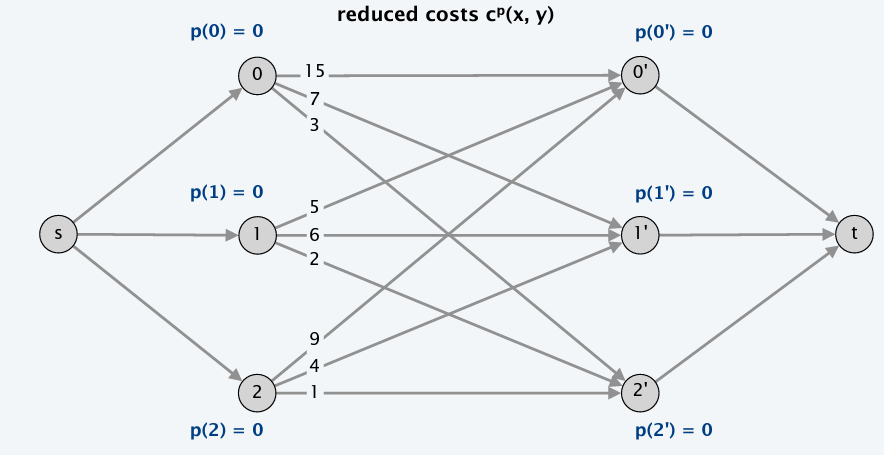 reduced costs cᵖ(x, y)
p(0) = 0
p(0') = 0
0
15
0'
7
3
p(1) = 0
p(1') = 0
5
s
1
6
1'
t
2
9
4
2
1
2'
p(2) = 0
p(2') = 0